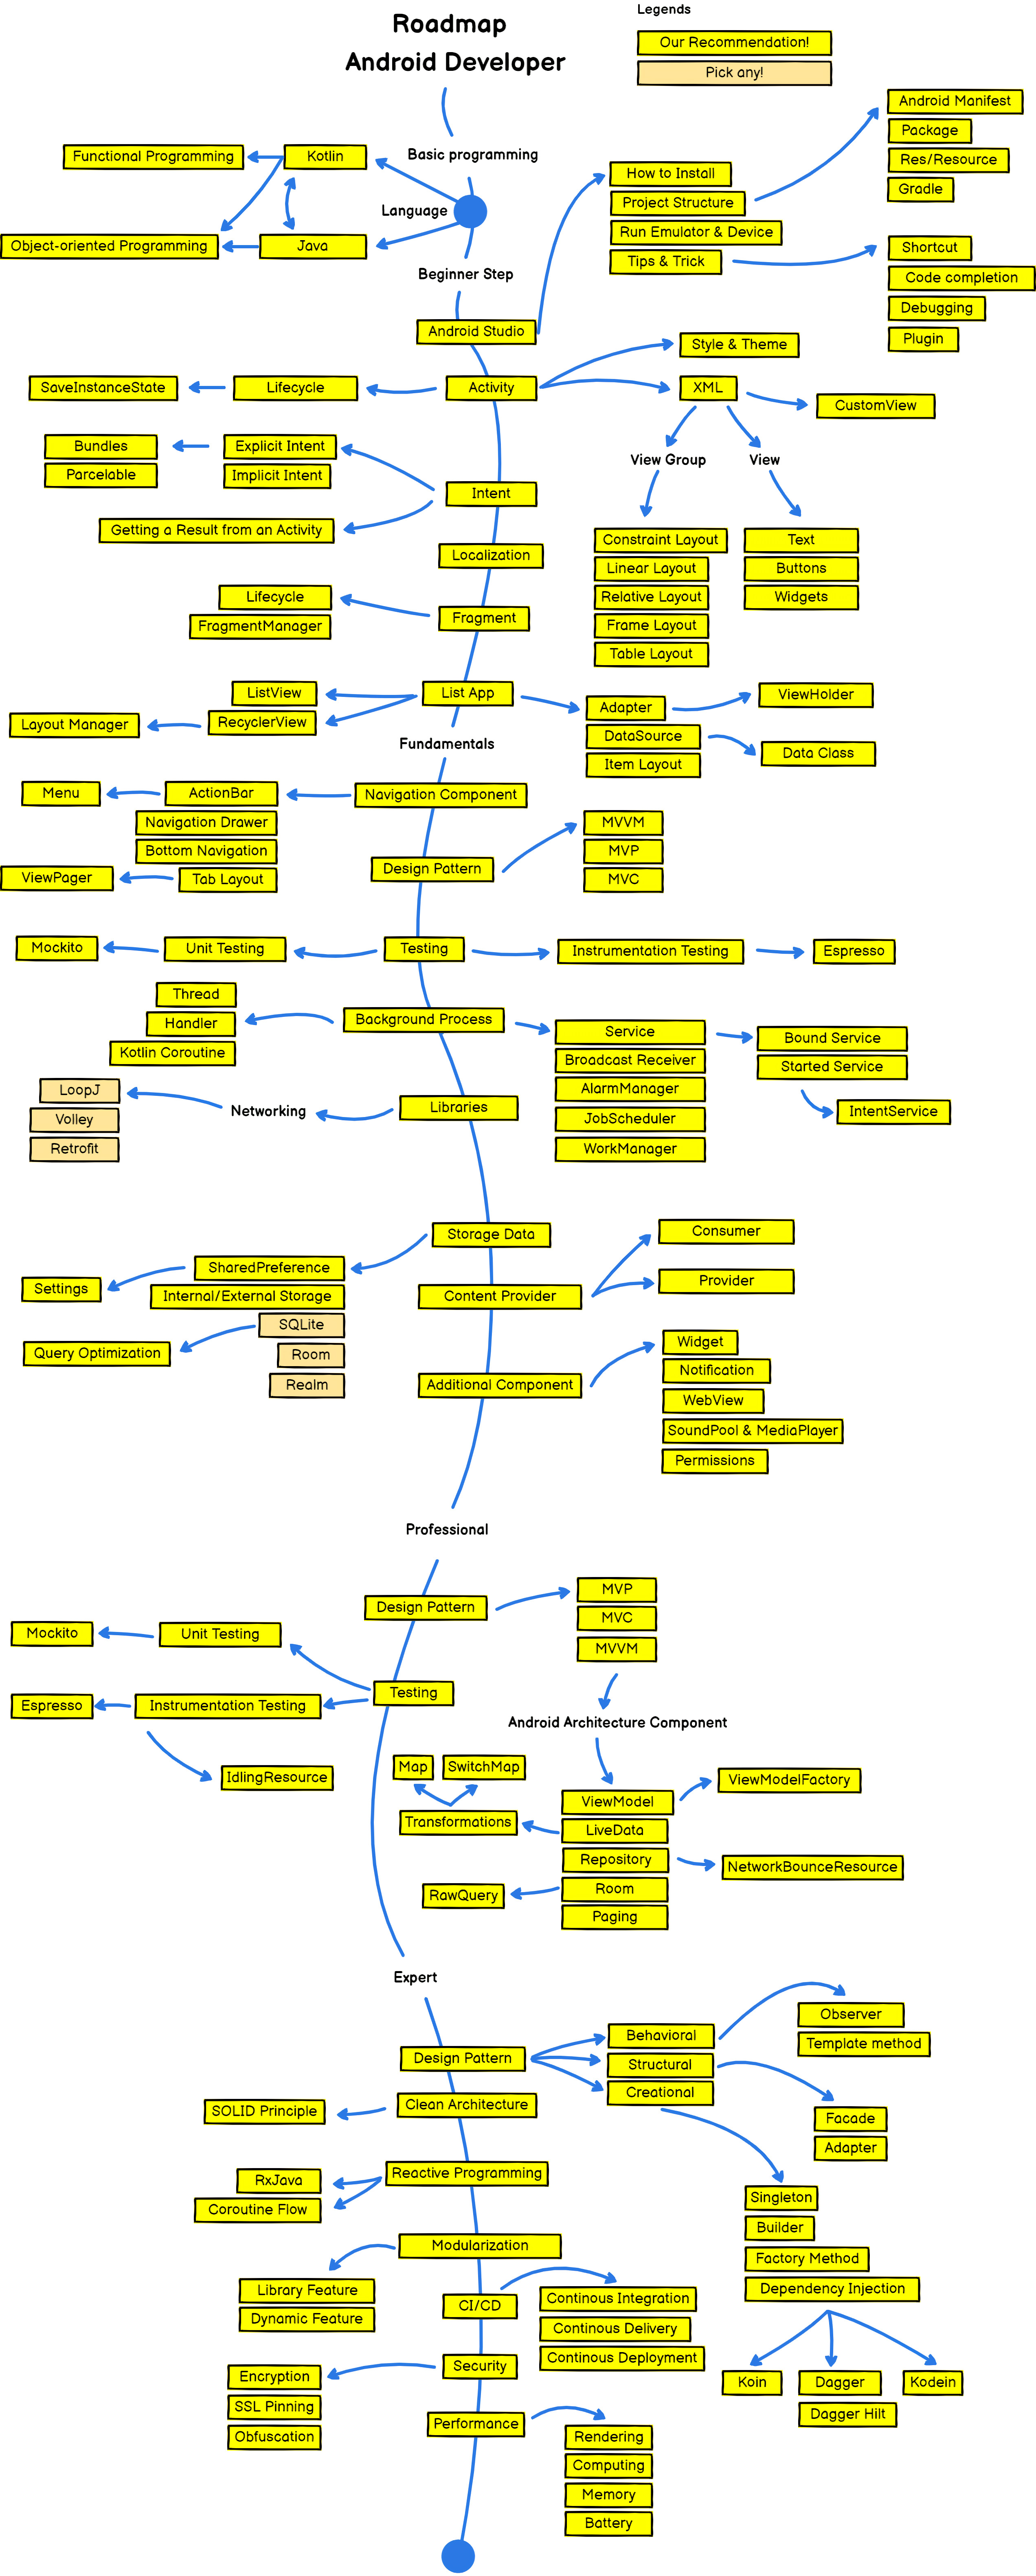 Roadmap
Android Developer
Legends
Our Recommendation!
Pick any!
Basic programming
Language
Kotlin
Functional Programming
Java
Object-oriented Programming
Beginner Step
Android Studio
How to Install
Project Structure
Run Emulator & Device
Tips & Trick
Android Manifest
Package
Res/Resource
Gradle
Shortcut
Code completion
Debugging
Plugin
Activity
Lifecycle
SaveInstanceState
Style & Theme
XML
CustomView
View Group
View
Constraint Layout
Linear Layout
Relative Layout
Frame Layout
Table Layout
Text
Buttons
Widgets
Intent
Explicit Intent
Implicit Intent
Bundles
Parcelable
Getting a Result from an Activity
Localization
Fragment
Lifecycle
FragmentManager
List App
ListView
RecyclerView
Layout Manager
Adapter
DataSource
Item Layout
ViewHolder
Data Class
Fundamentals
Navigation Component
ActionBar
Navigation Drawer
Bottom Navigation
Tab Layout
Menu
ViewPager
Design Pattern
MVVM
MVP
MVC
Testing
Unit Testing
Mockito
Instrumentation Testing
Espresso
Background Process
Thread
Handler
Kotlin Coroutine
Service
Broadcast Receiver
AlarmManager
JobScheduler
WorkManager
Bound Service
Started Service
IntentService
Libraries
Networking
LoopJ
Volley
Retrofit
Storage Data
SharedPreference
Internal/External Storage
SQLite
Room
Realm
Settings
Query Optimization
Content Provider
Consumer
Provider
Additional Component
Widget
Notification
WebView
SoundPool & MediaPlayer
Permissions
Professional
Design Pattern
MVP
MVC
MVVM
Testing
Unit Testing
Mockito
Instrumentation Testing
Espresso
IdlingResource
Android Architecture Component
ViewModel
LiveData
Repository
Room
Paging
ViewModelFactory
Transformations
Map
SwitchMap
NetworkBounceResource
RawQuery
Expert
Design Pattern
Behavioral
Structural
Creational
Observer
Template method
Facade
Adapter
Singleton
Builder
Factory Method
Dependency Injection
Koin
Dagger
Dagger Hilt
Kodein
Clean Architecture
SOLID Principle
Reactive Programming
RxJava
Coroutine Flow
Modularization
Library Feature
Dynamic Feature
CI/CD
Continous Integration
Continous Delivery
Continous Deployment
Security
Encryption
SSL Pinning
Obfuscation
Performance
Rendering
Computing
Memory
Battery